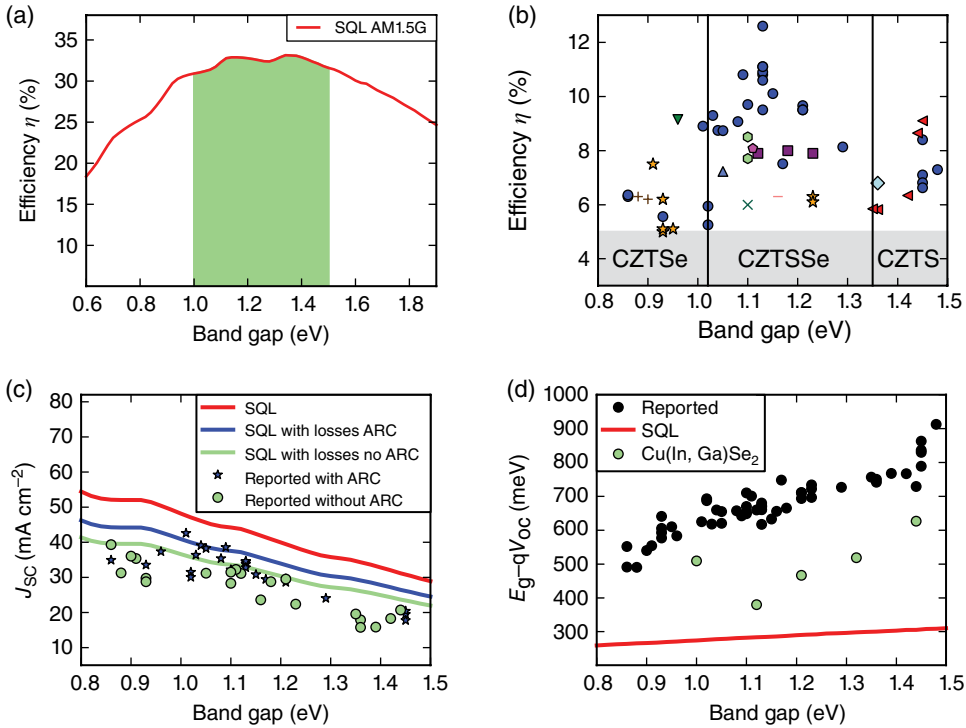 (a)
SQL AM1.5G
Efficiency η (%)
35
30
25
20
15
10
0.6 0.8 1.0 1.2 1.4 1.6 1.8
Band gap (eV)
(b)
Efficiency η (%)
12
10
8
6
4
CZTSe CZTSSe CZTS
0.8 0.9 1.0 1.1 1.2 1.3 1.4 1.5
Band gap (eV)
(c)
SQL
SQL with losses ARC
SQL with losses no ARC
Reported with ARC
Reported without ARC
JSC (mA cm−2)
80
70
60
50
40
30
20
10
0.8 0.9 1.0 1.1 1.2 1.3 1.4 1.5
Band gap (eV)
(d)
Reported
SQL
Cu(In, Ga)Se2
Eg–qVOC (meV)
1000
900
800
700
600
500
400
300
0.8 0.9 1.0 1.1 1.2 1.3 1.4 1.5
Band gap (eV)